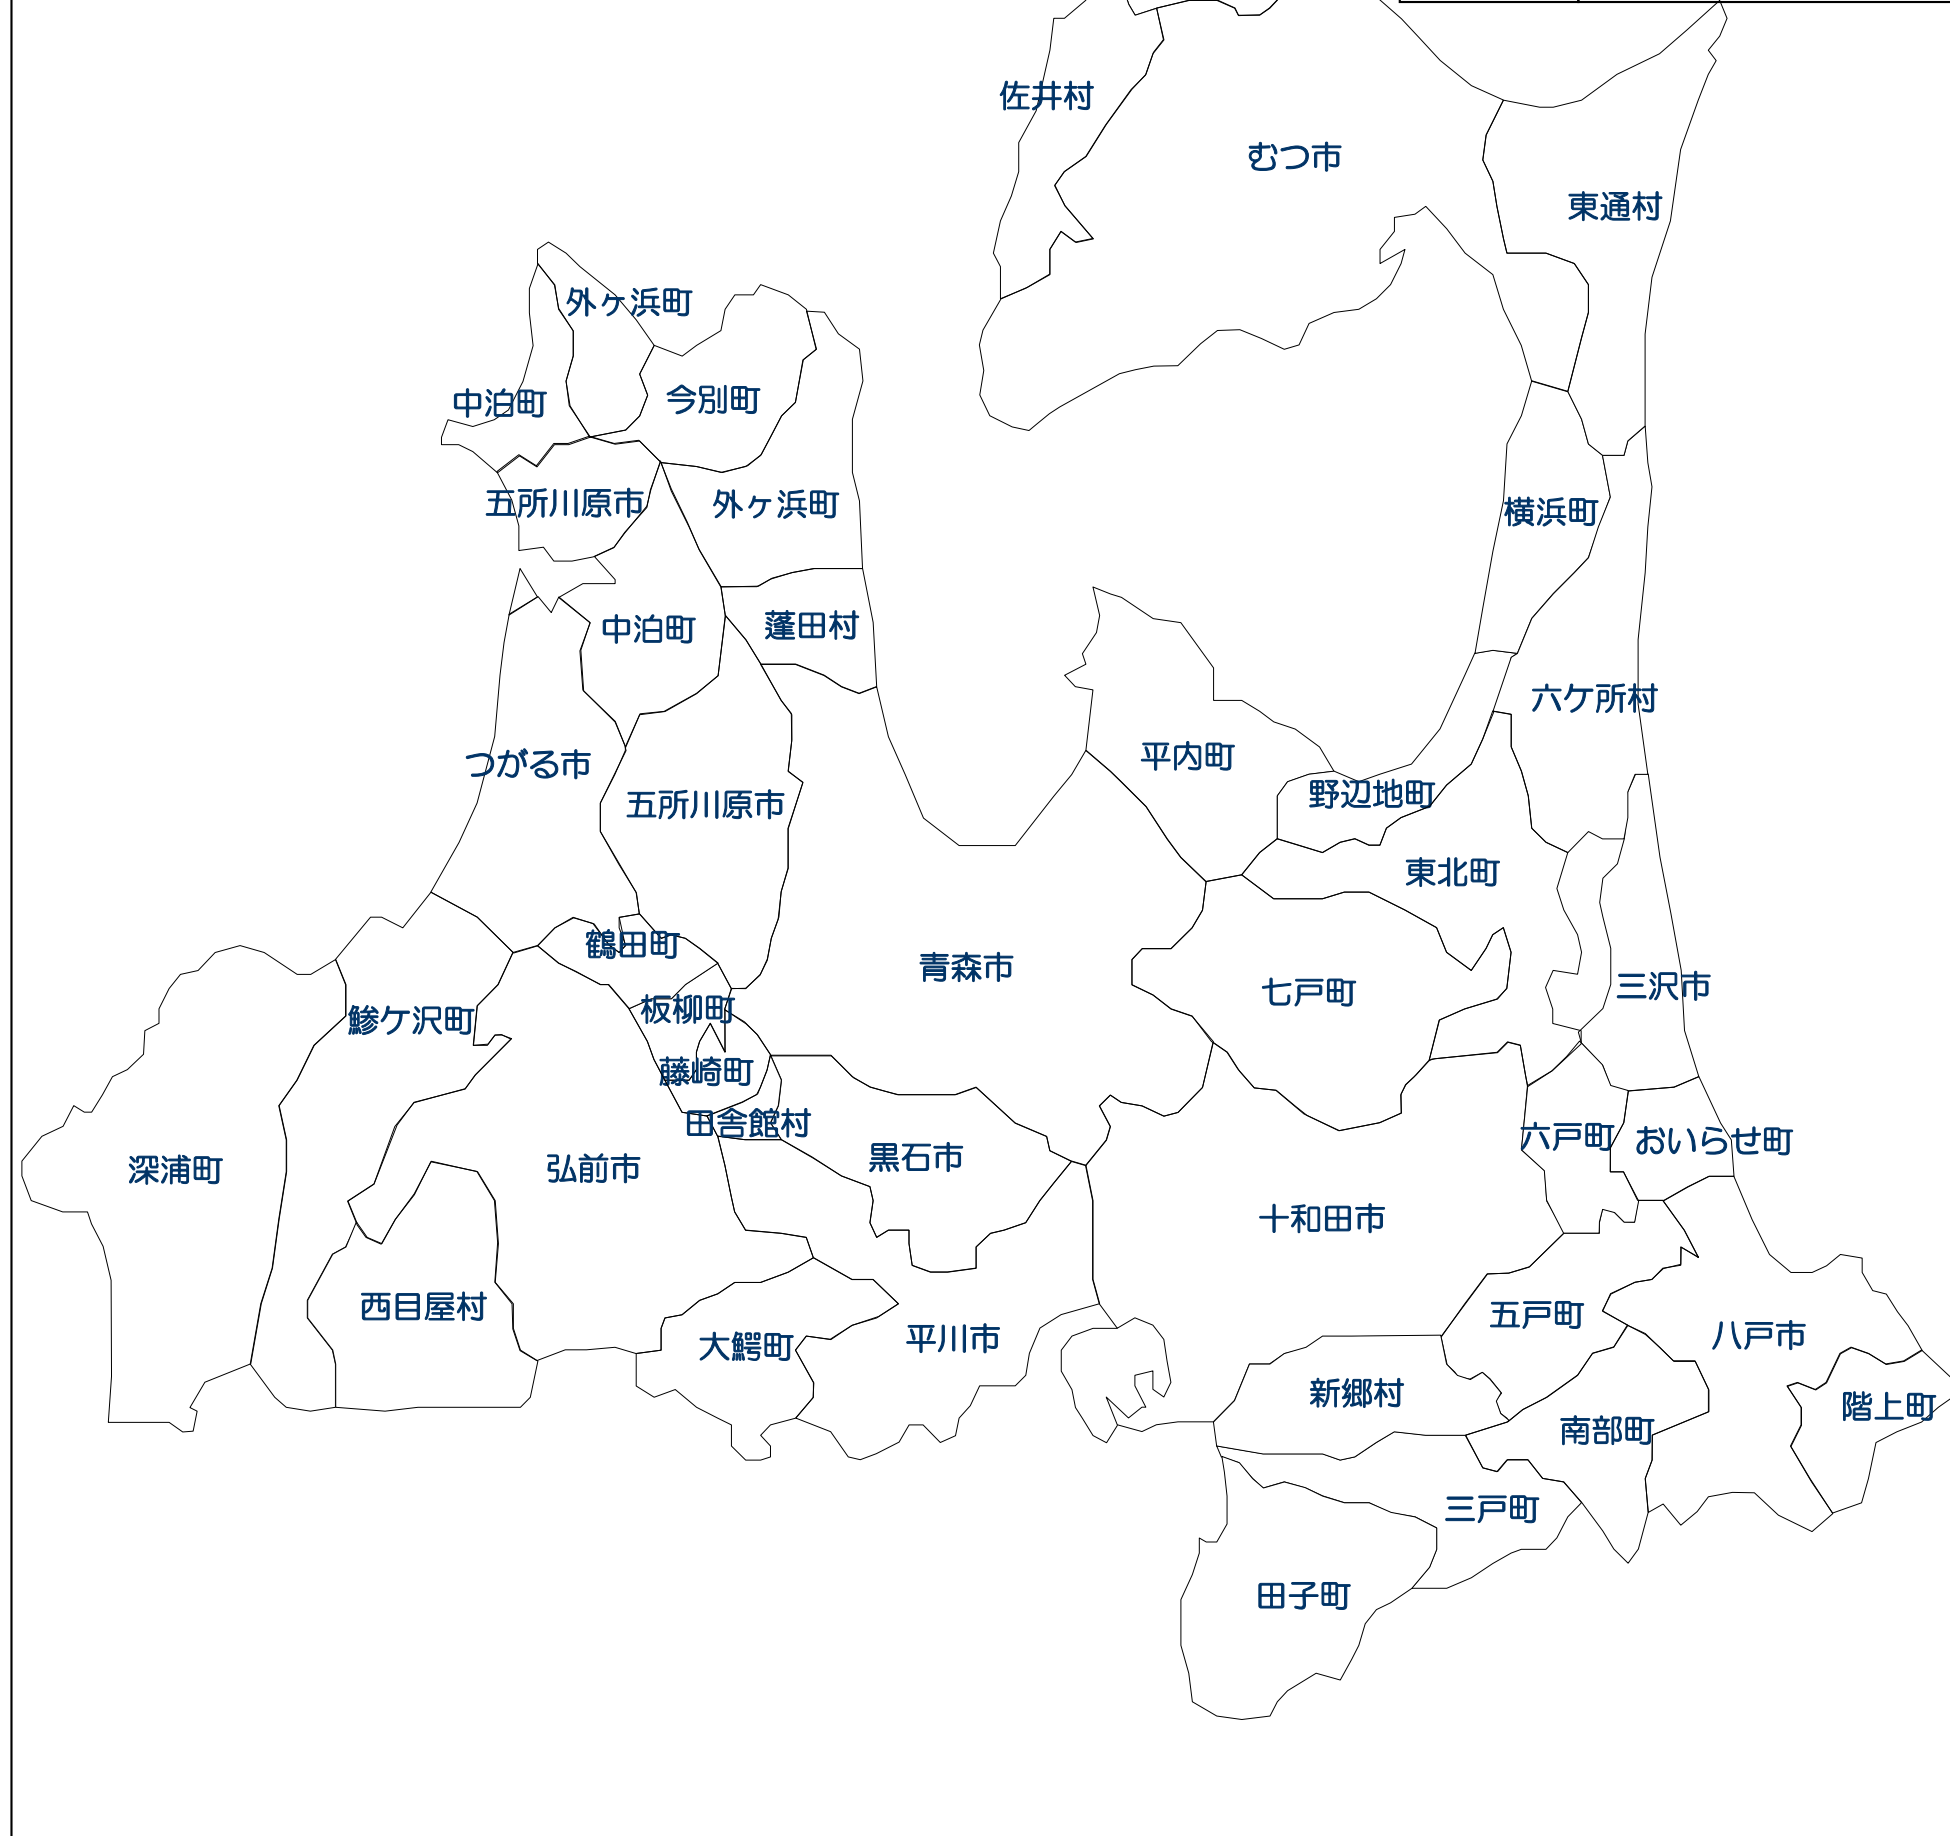 佐井村
むつ市
東通村
外ヶ浜町
中泊町
今別町
五所川原市
外ヶ浜町
横浜町
中泊町
蓬田村
六ケ所村
つがる市
平内町
五所川原市
野辺地町
東北町
鶴田町
青森市
三沢市
七戸町
板柳町
鰺ケ沢町
藤崎町
田舎館村
六戸町
おいらせ町
黒石市
深浦町
弘前市
十和田市
西目屋村
五戸町
八戸市
平川市
大鰐町
新郷村
階上町
南部町
三戸町
田子町